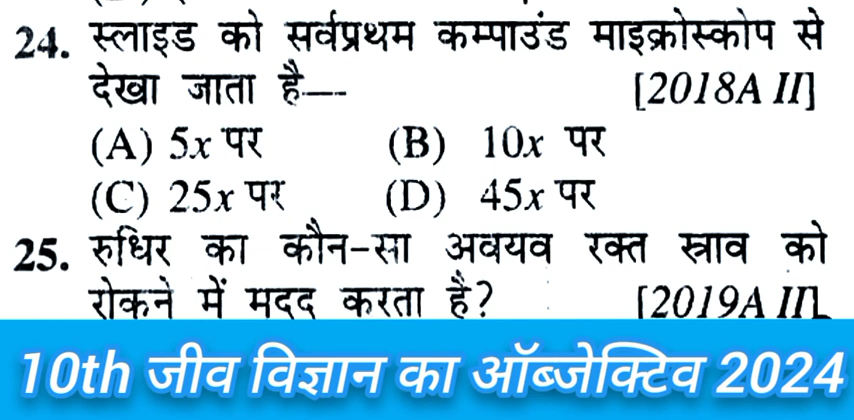 24. स्लाइड को सर्वप्रथम कम्पाउंड माइक्रोस्कोप से
देखा जाता है— [2018A II]
(A) 5x पर (B) 10x पर
(C) 25x पर (D) 45x पर
25. रुधिर का कौन-सा अवयव रक्त स्राव को
रोकने में मदद करता है? [2019A II]
10th जीव विज्ञान का ऑब्जेक्टिव 2024